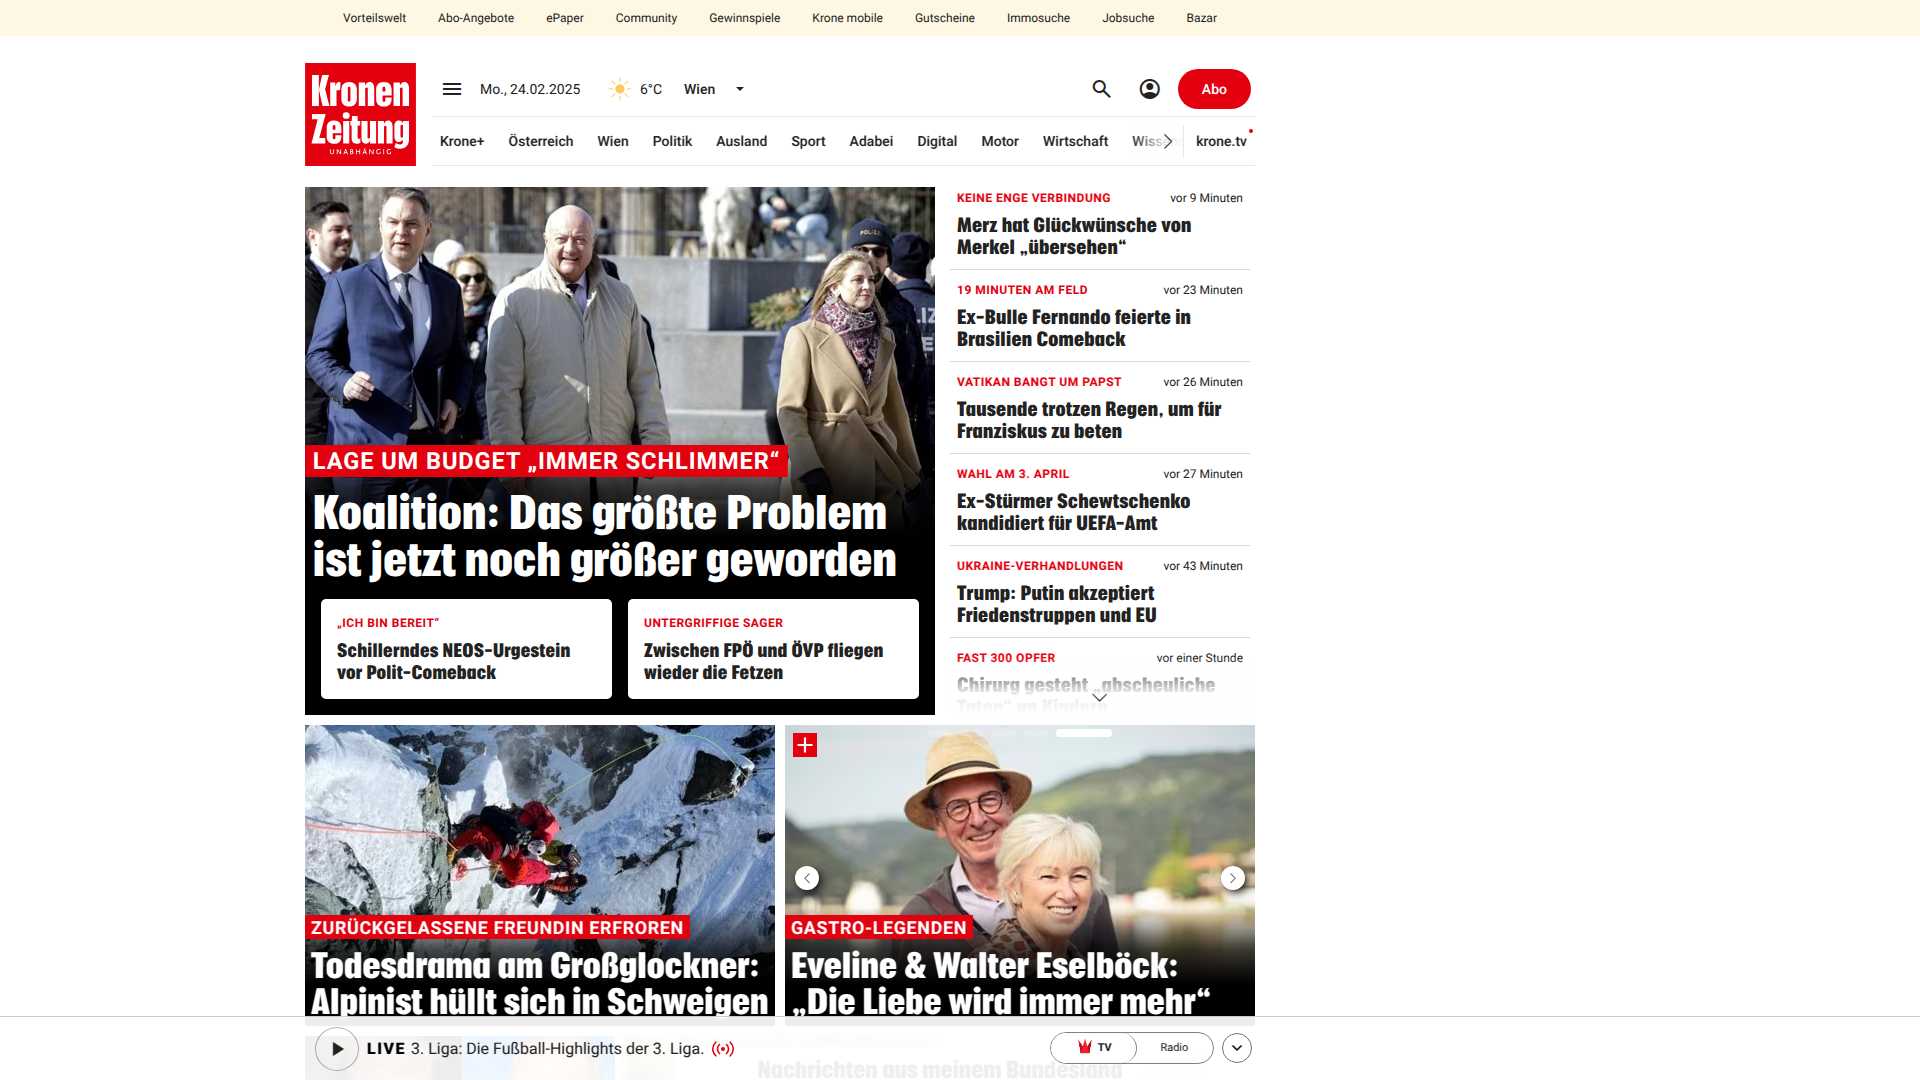 Vorteilswelt Abo-Angebote ePaper Community Gewinnspiele Krone mobile Gutscheine Immosuche Jobsuche Bazar
Kronen
Zeitung
UNABHÄNGIG
Mo., 24.02.2025 6°C Wien
Abo
Krone+ Österreich Wien Politik Ausland Sport Adabei Digital Motor Wirtschaft krone.tv
LAGE UM BUDGET „IMMER SCHLIMMER“
Koalition: Das größte Problem
ist jetzt noch größer geworden
„ICH BIN BEREIT“
Schillerndes NEOS-Urgestein
vor Polit-Comeback
UNTERGRIFFIGE SAGER
Zwischen FPÖ und ÖVP fliegen
wieder die Fetzen
KEINE ENGE VERBINDUNG vor 9 Minuten
Merz hat Glückwünsche von
Merkel „übersehen“
19 MINUTEN AM FELD vor 23 Minuten
Ex-Bulle Fernando feierte in
Brasilien Comeback
VATIKAN BANGT UM PAPST vor 26 Minuten
Tausende trotzen Regen, um für
Franziskus zu beten
WAHL AM 3. APRIL vor 27 Minuten
Ex-Stürmer Schewtschenko
kandidiert für UEFA-Amt
UKRAINE-VERHANDLUNGEN vor 43 Minuten
Trump: Putin akzeptiert
Friedenstruppen und EU
FAST 300 OPFER vor einer Stunde
Chirurg gesteht „abscheuliche
Taten“ an Kindern
ZURÜCKGELASSENE FREUNDIN ERFROREN
Todesdrama am Großglockner:
Alpinist hüllt sich in Schweigen
GASTRO-LEGENDEN
Eveline & Walter Eselböck:
„Die Liebe wird immer mehr“
LIVE 3. Liga: Die Fußball-Highlights der 3. Liga.
TV Radio
Nachrichten aus meinem Bundesland